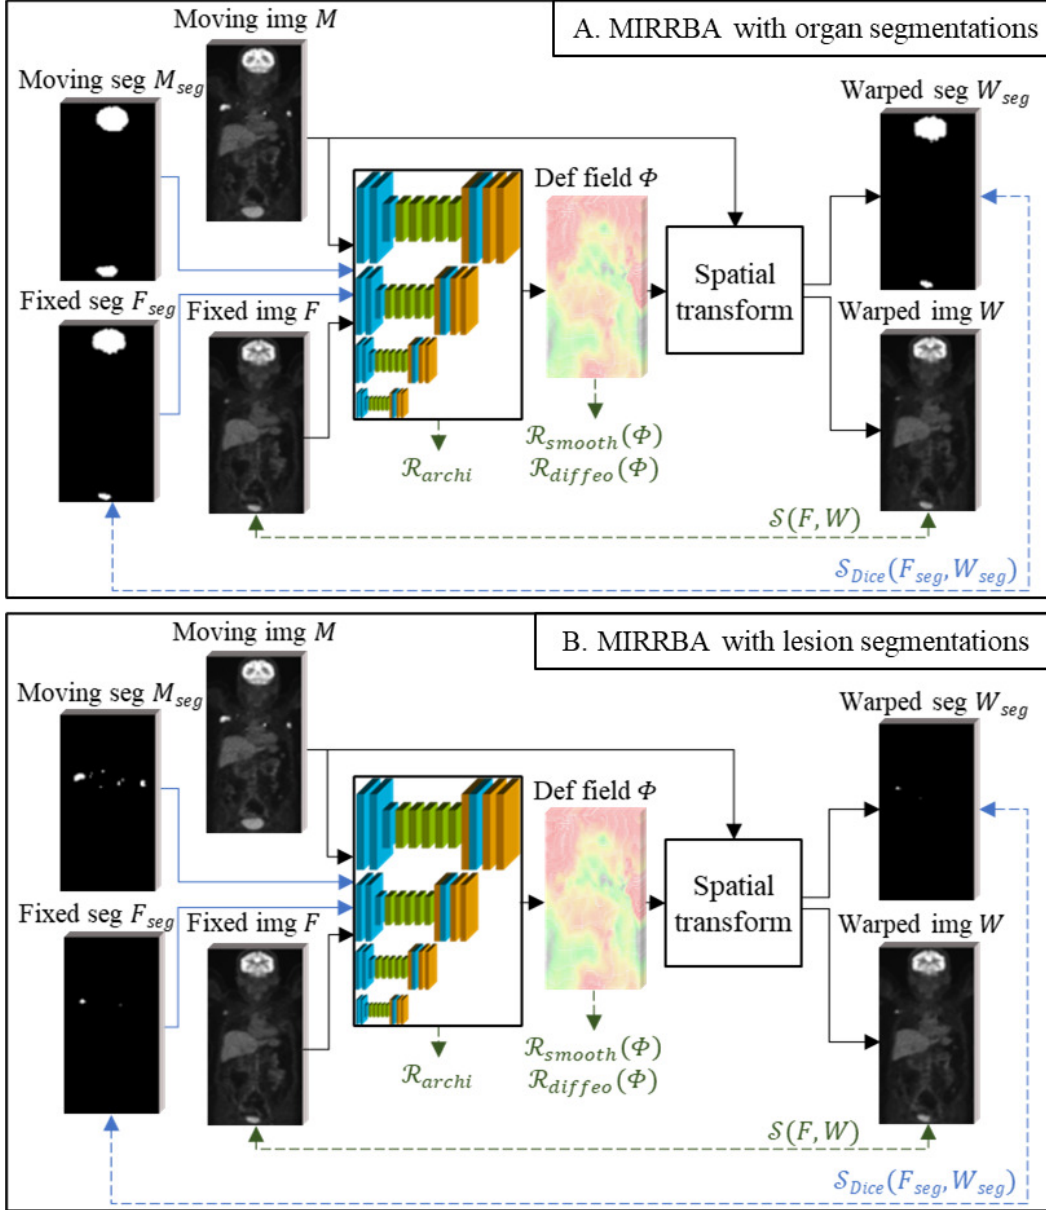 Moving img M
A. MIRRBA with organ segmentations
Moving seg M_seg
Warped seg W_seg
Def field Φ
Spatial
transform
Fixed seg F_seg
Fixed img F
Warped img W
ℛ_smooth(Φ)
ℛ_archi
ℛ_diffeo(Φ)
𝒮(F, W)
𝒮_Dice(F_seg, W_seg)
Moving img M
B. MIRRBA with lesion segmentations
Moving seg M_seg
Warped seg W_seg
Def field Φ
Spatial
transform
Fixed seg F_seg
Fixed img F
Warped img W
ℛ_smooth(Φ)
ℛ_archi
ℛ_diffeo(Φ)
𝒮(F, W)
𝒮_Dice(F_seg, W_seg)